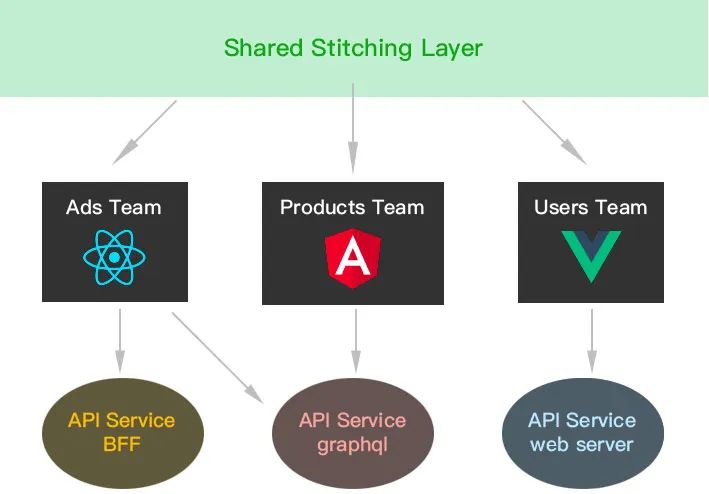 Shared Stitching Layer
Ads Team
Products Team
Users Team
API Service
BFF
API Service
graphql
API Service
web server